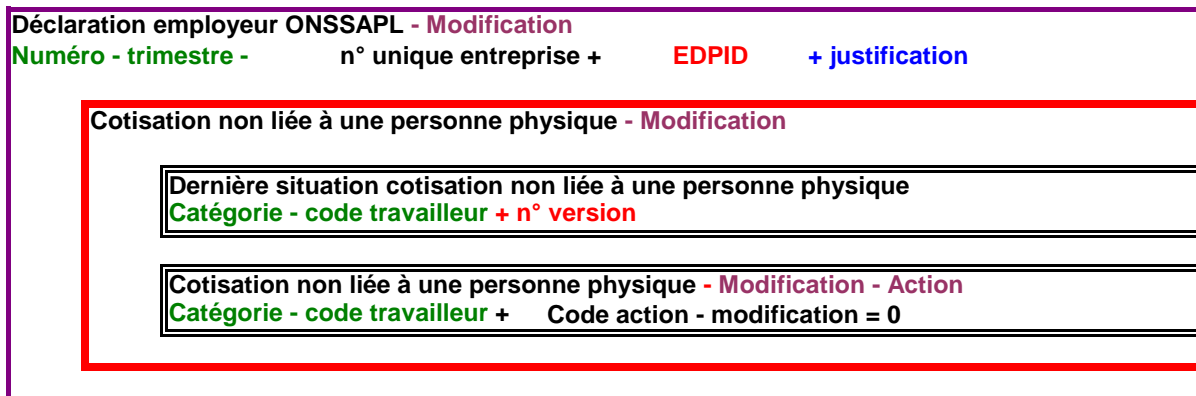 Déclaration employeur ONSSAPL - Modification
Numéro - trimestre - n° unique entreprise + EDPID + justification
Cotisation non liée à une personne physique - Modification
Dernière situation cotisation non liée à une personne physique
Catégorie - code travailleur + n° version
Cotisation non liée à une personne physique - Modification - Action
Catégorie - code travailleur + Code action - modification = 0